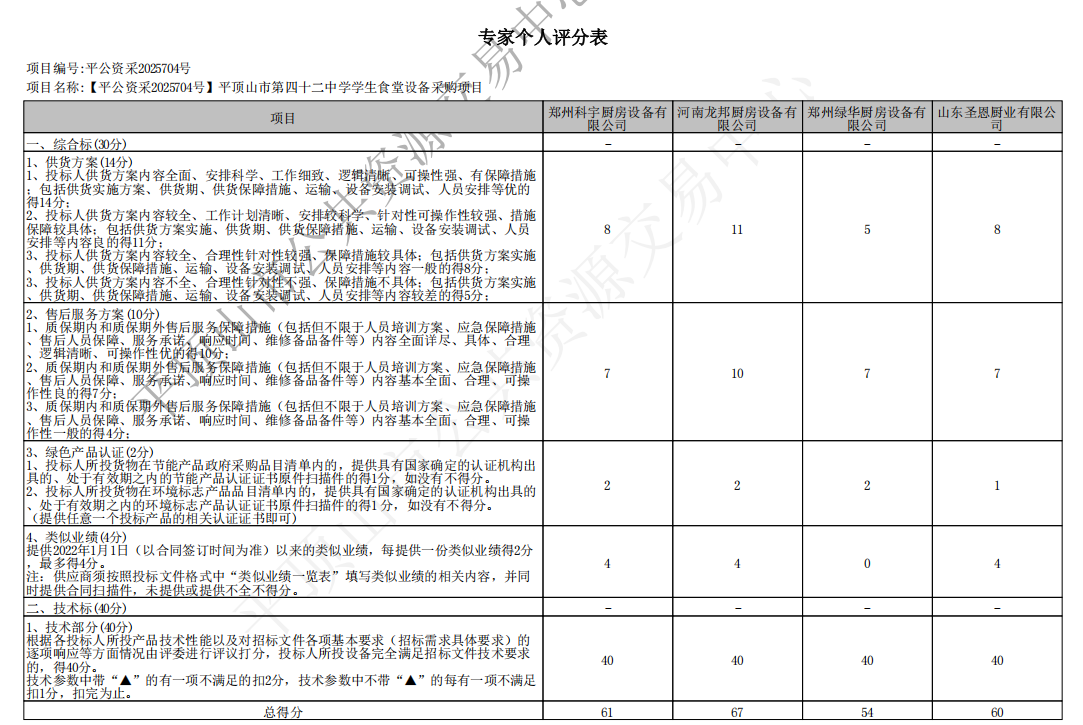 专家个人评分表
项目编号:平公资采2025704号
项目名称:【平公资采2025704号】平顶山市第四十二中学学生食堂设备采购项目
项目 郑州科宇厨房设备有限公司 河南龙邦厨房设备有限公司 郑州绿华厨房设备有限公司 山东圣恩厨业有限公司
一、综合标(30分) – – – –
1、供货方案(14分)
1、投标人供货方案内容全面、安排科学、工作细致、逻辑清晰、可操性强、有保障措施
；包括供货实施方案、供货期、供货保障措施、运输、设备安装调试、人员安排等优的
得14分；
2、投标人供货方案内容较全、工作计划清晰、安排较科学、针对性可操作性较强、措施
保障较具体；包括供货方案实施、供货期、供货保障措施、运输、设备安装调试、人员
安排等内容良的得11分；
3、投标人供货方案内容较全、合理性针对性较强、保障措施较具体；包括供货方案实施
、供货期、供货保障措施、运输、设备安装调试、人员安排等内容一般的得8分；
3、投标人供货方案内容不全、合理性针对性不强、保障措施不具体；包括供货方案实施
、供货期、供货保障措施、运输、设备安装调试、人员安排等内容较差的得5分；
8 11 5 8
2、售后服务方案(10分)
1、质保期内和质保期外售后服务保障措施（包括但不限于人员培训方案、应急保障措施
、售后人员保障、服务承诺、响应时间、维修备品备件等）内容全面详尽、具体、合理
、逻辑清晰、可操作性优的得10分；
2、质保期内和质保期外售后服务保障措施（包括但不限于人员培训方案、应急保障措施
、售后人员保障、服务承诺、响应时间、维修备品备件等）内容基本全面、合理、可操
作性良的得7分；
3、质保期内和质保期外售后服务保障措施（包括但不限于人员培训方案、应急保障措施
、售后人员保障、服务承诺、响应时间、维修备品备件等）内容基本全面、合理、可操
作性一般的得4分；
7 10 7 7
3、绿色产品认证(2分)
1、投标人所投货物在节能产品政府采购品目清单内的，提供具有国家确定的认证机构出
具的、处于有效期之内的节能产品认证证书原件扫描件的得1分，如没有不得分。
2、投标人所投货物在环境标志产品品目清单内的，提供具有国家确定的认证机构出具的
、处于有效期之内的环境标志产品认证证书原件扫描件的得1 分，如没有不得分。
（提供任意一个投标产品的相关认证证书即可）
2 2 2 1
4、类似业绩(4分)
提供2022年1月1日（以合同签订时间为准）以来的类似业绩，每提供一份类似业绩得2分
，最多得4分。
注：供应商须按照投标文件格式中“类似业绩一览表”填写类似业绩的相关内容，并同
时提供合同扫描件，未提供或提供不全不得分。
4 4 0 4
二、技术标(40分) – – – –
1、技术部分(40分)
根据各投标人所投产品技术性能以及对招标文件各项基本要求（招标需求具体要求）的
逐项响应等方面情况由评委进行评议打分，投标人所投设备完全满足招标文件技术要求
的，得40分。
技术参数中带“▲”的有一项不满足的扣2分，技术参数中不带“▲”的每有一项不满足
扣1分，扣完为止。
40 40 40 40
总得分 61 67 54 60
平顶山市公共资源交易中心
平顶山市公共资源交易中心